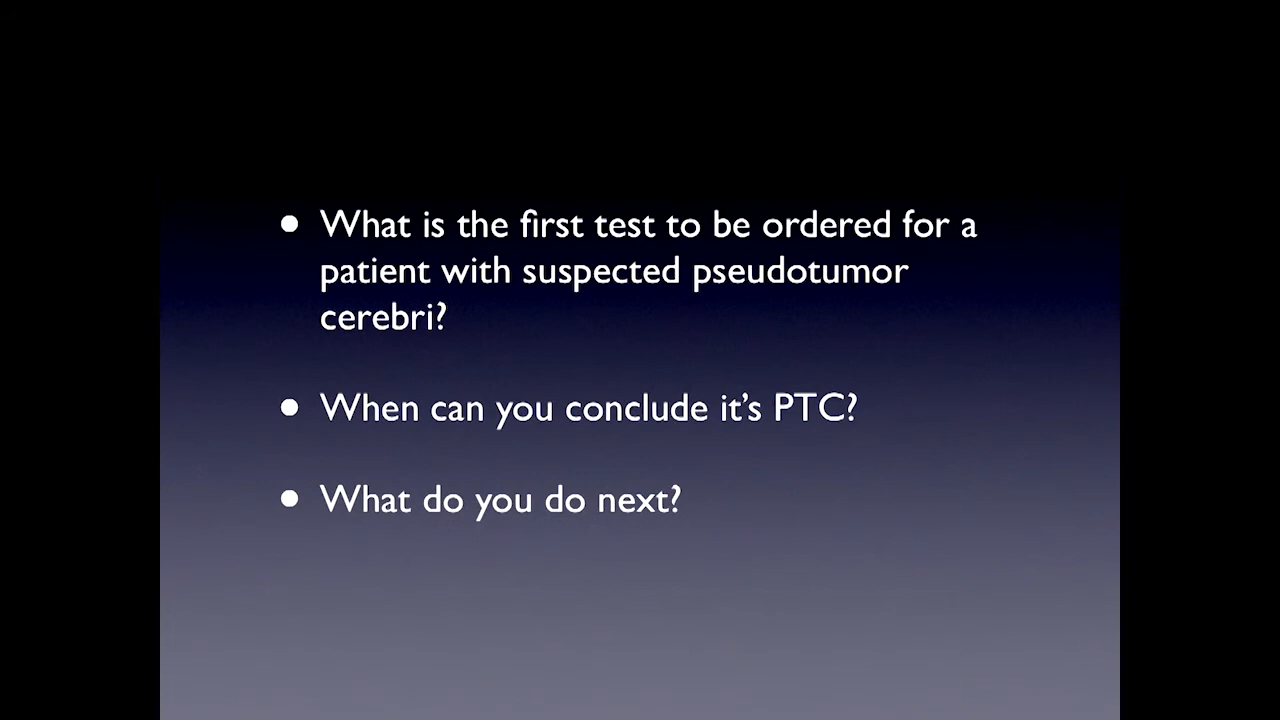 • What is the first test to be ordered for a
patient with suspected pseudotumor
cerebri?
• When can you conclude it’s PTC?
• What do you do next?